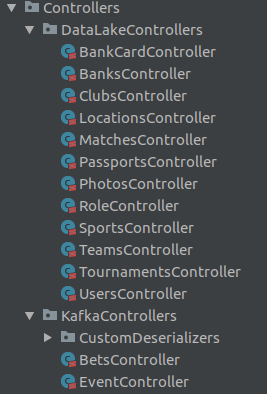 Controllers
DataLakeControllers
BankCardController
BanksController
ClubsController
LocationsController
MatchesController
PassportsController
PhotosController
RoleController
SportsController
TeamsController
TournamentsController
UsersController
KafkaControllers
CustomDeserializers
BetsController
EventController